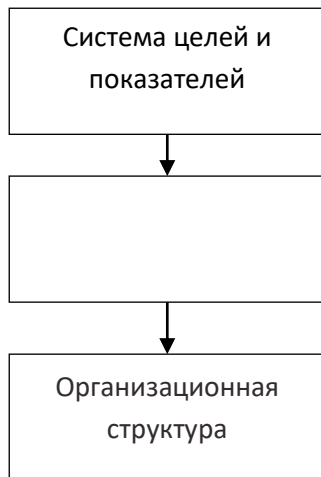 Система целей и
показателей
Организационная
структура